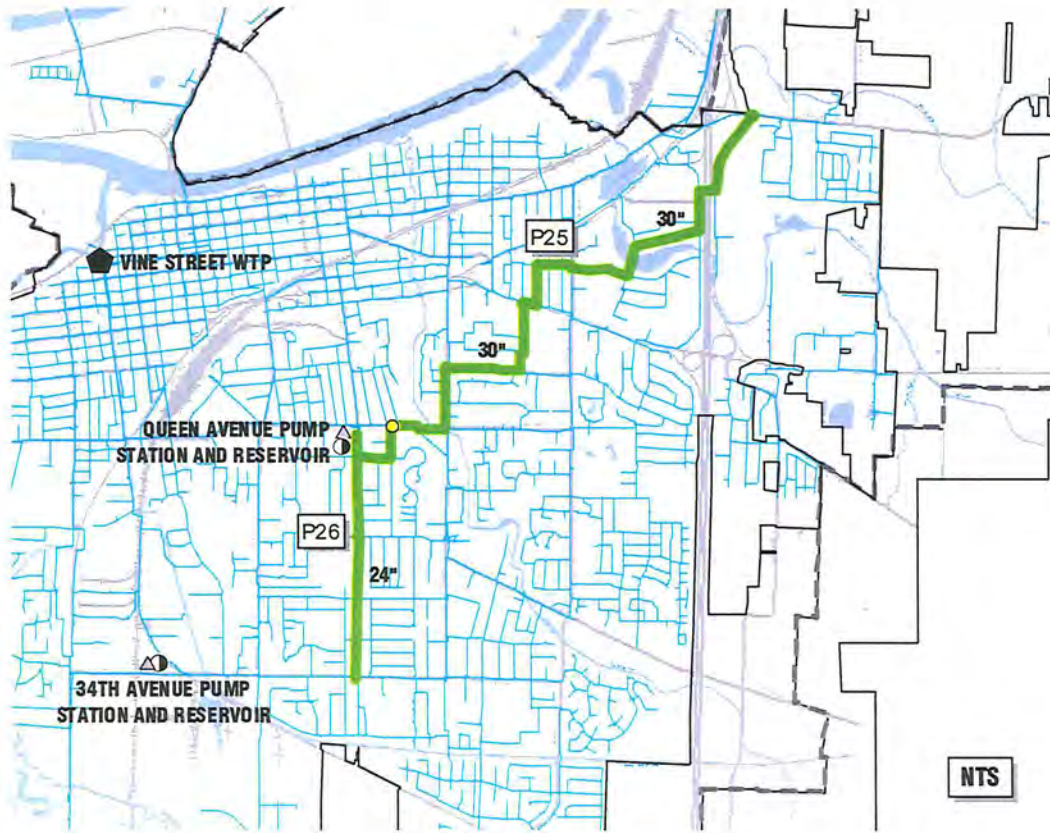 30"
P25
VINE STREET WTP
30"
QUEEN AVENUE PUMP
STATION AND RESERVOIR
P26
24"
34TH AVENUE PUMP
STATION AND RESERVOIR
NTS